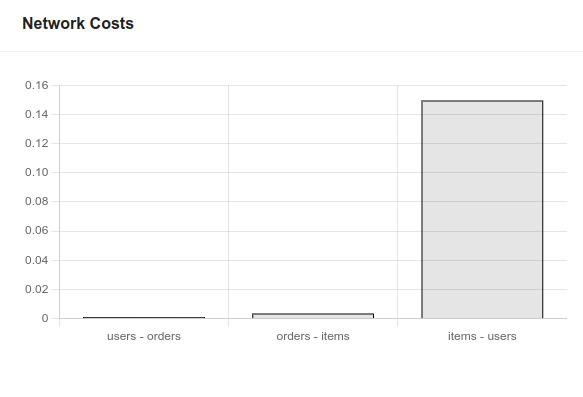 Network Costs
0.16
0.14
0.12
0.10
0.08
0.06
0.04
0.02
0
users - orders
orders - items
items - users